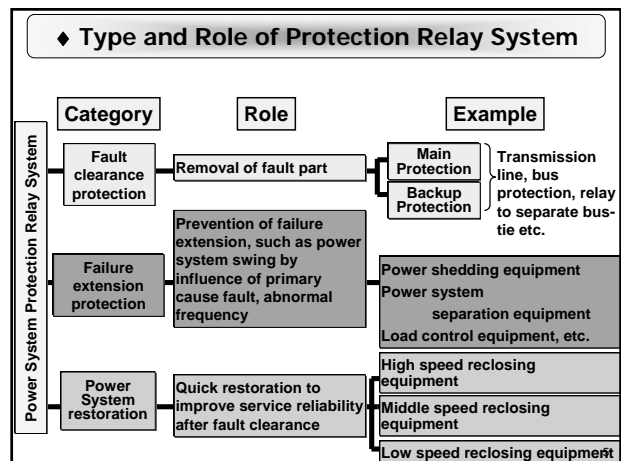 ♦ Type and Role of Protection Relay System
Category
Role
Example
Power System Protection Relay System
Fault
clearance
protection
Removal of fault part
Main
Protection
Backup
Protection
Transmission
line, bus
protection, relay
to separate bus-
tie etc.
Failure
extension
protection
Prevention of failure
extension, such as power
system swing by
influence of primary
cause fault, abnormal
frequency
Power shedding equipment
Power system
separation equipment
Load control equipment, etc.
Power
System
restoration
Quick restoration to
improve service reliability
after fault clearance
High speed reclosing
equipment
Middle speed reclosing
equipment
Low speed reclosing equipment